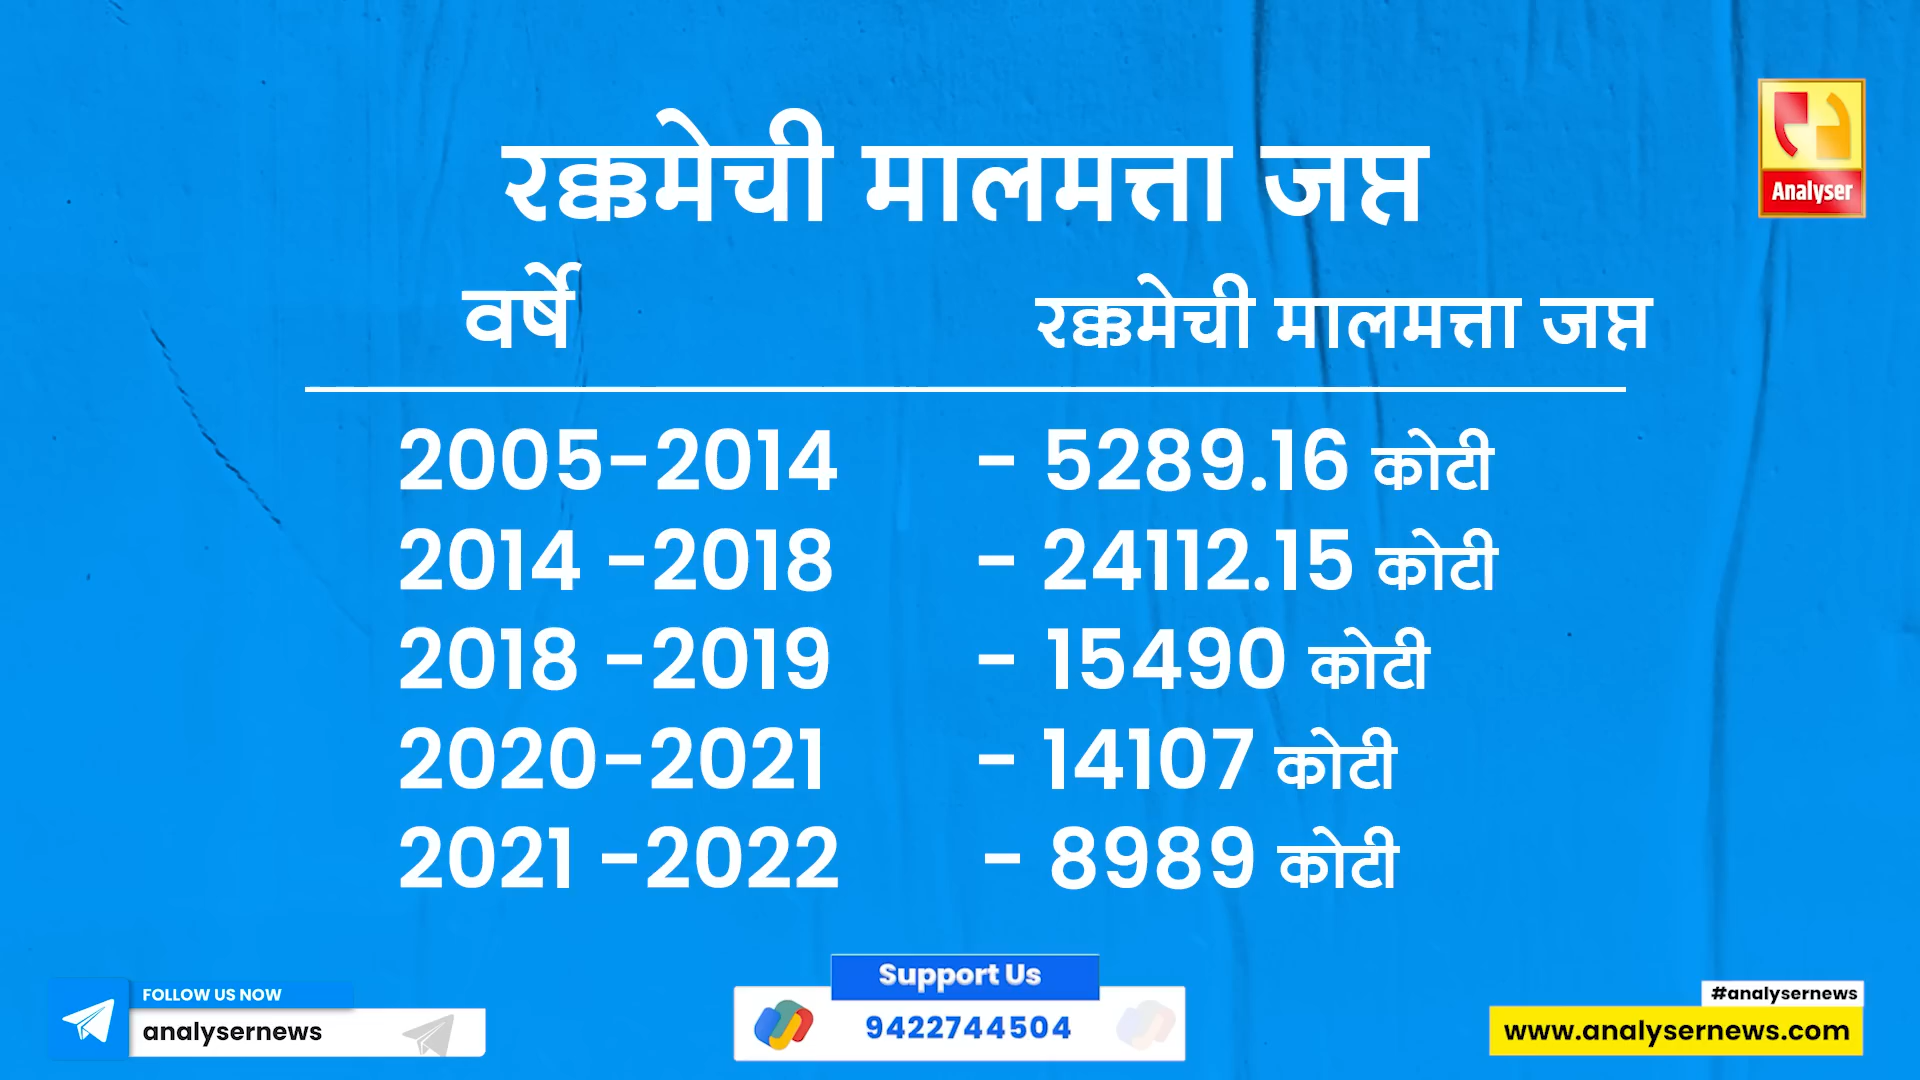 रक्कमेची मालमत्ता जप्त
Analyser
वर्षे रक्कमेची मालमत्ता जप्त
2005-2014 - 5289.16 कोटी
2014 -2018 - 24112.15 कोटी
2018 -2019 - 15490 कोटी
2020-2021 - 14107 कोटी
2021 -2022 - 8989 कोटी
FOLLOW US NOW
analysernews
Support Us
9422744504
#analysernews
www.analysernews.com